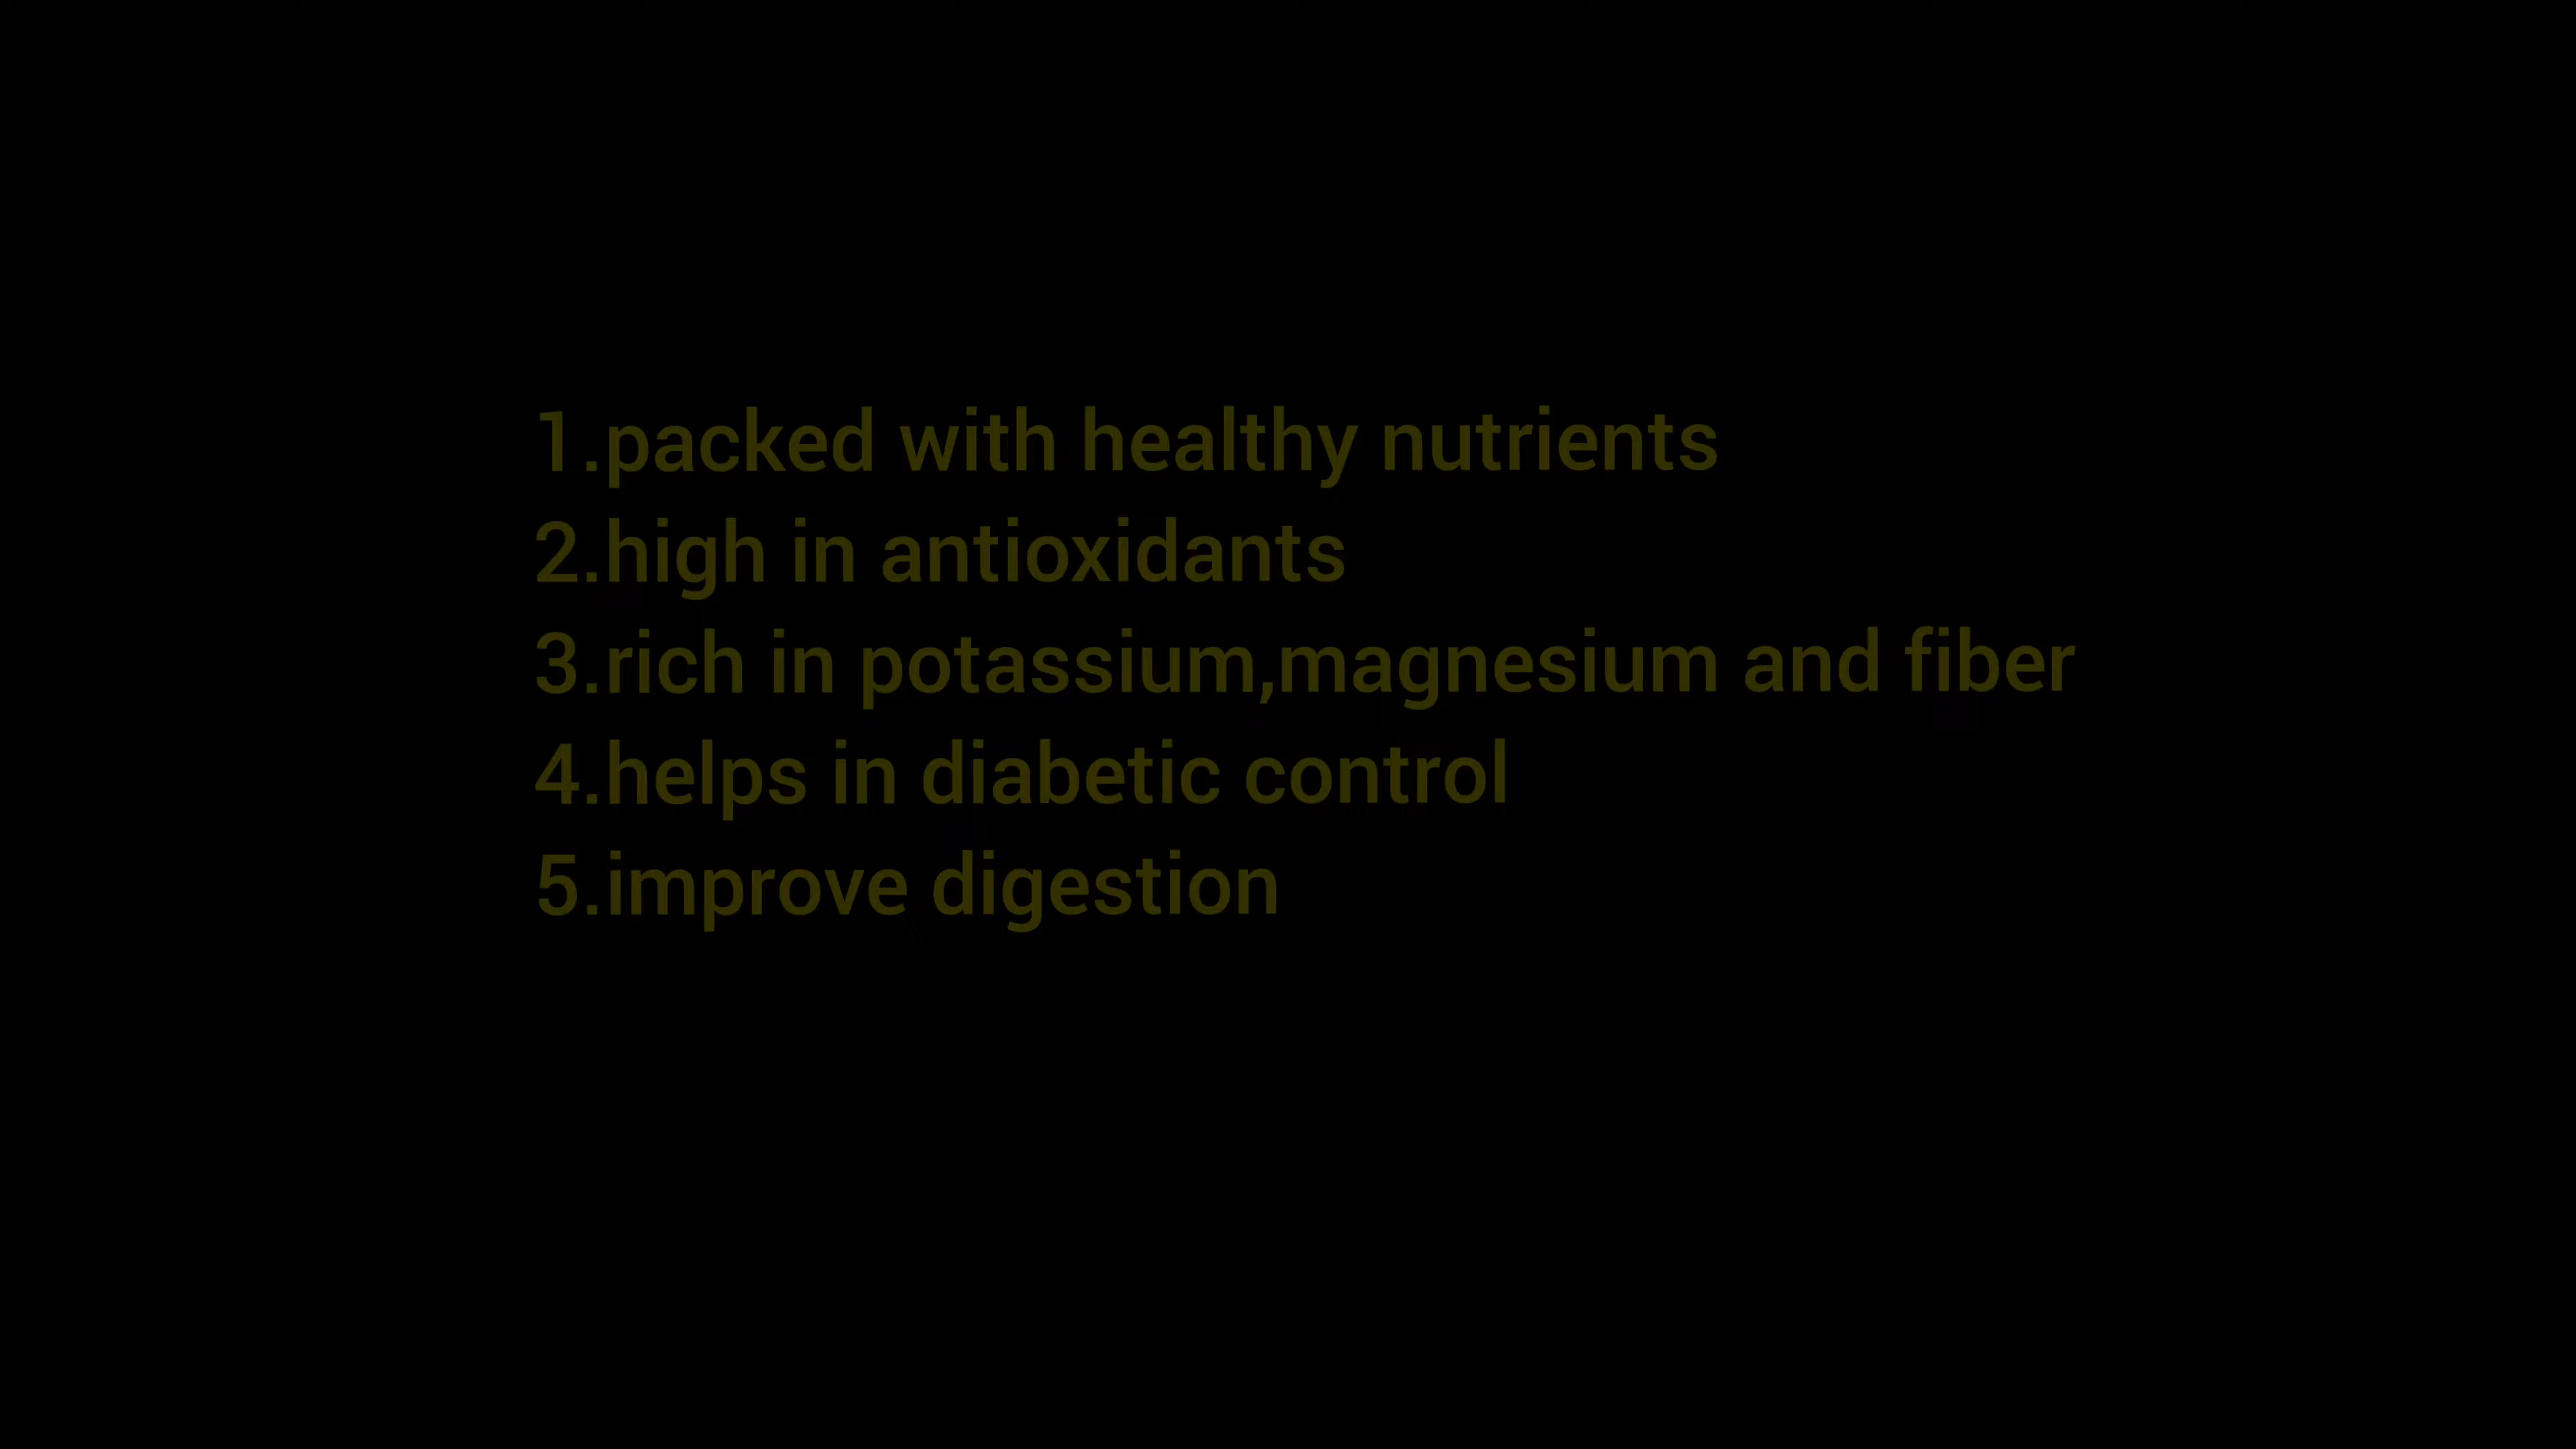 1.packed with healthy nutrients
2.high in antioxidants
3.rich in potassium,magnesium and fiber
4.helps in diabetic control
5.improve digestion